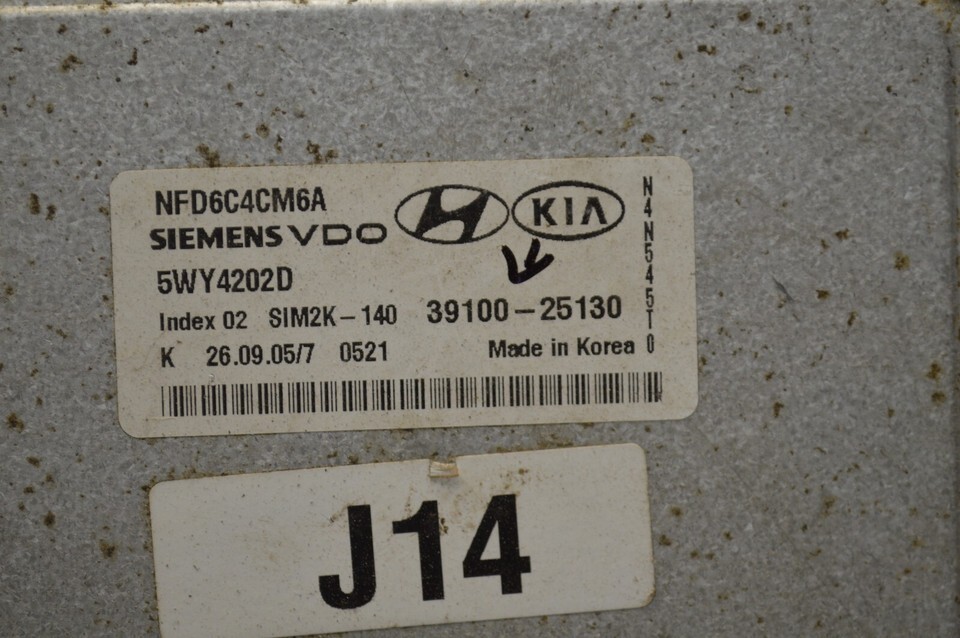 NFD6C4CM6A
SIEMENS VDO KIA
5WY4202D
Index 02 SIM2K-140 39100-25130
K 26.09.05/7 0521 Made in Korea
N4N545T0
J14